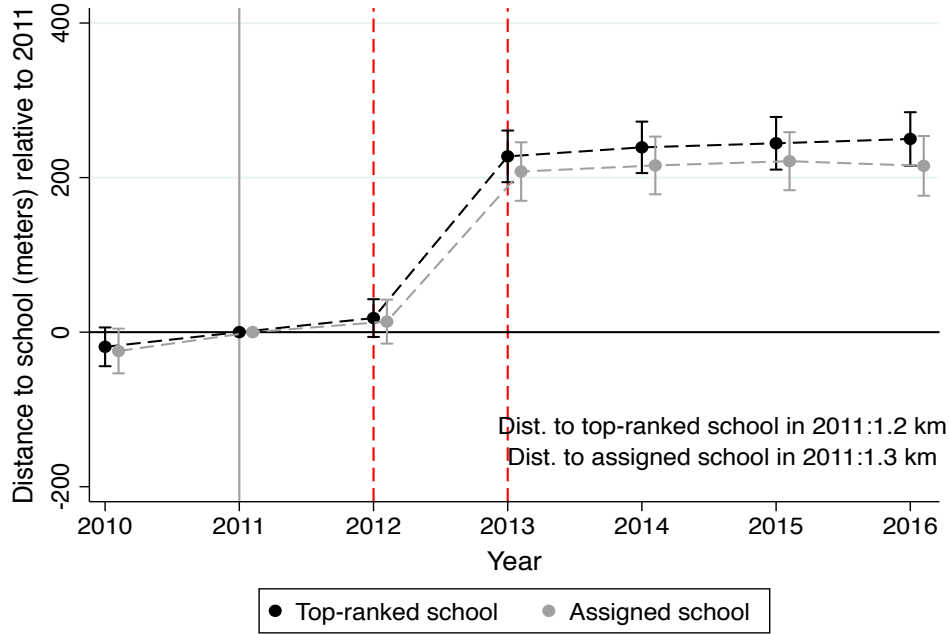 Distance to school (meters) relative to 2011
400
200
0
-200
Dist. to top-ranked school in 2011:1.2 km
Dist. to assigned school in 2011:1.3 km
2010 2011 2012 2013 2014 2015 2016
Year
Top-ranked school Assigned school